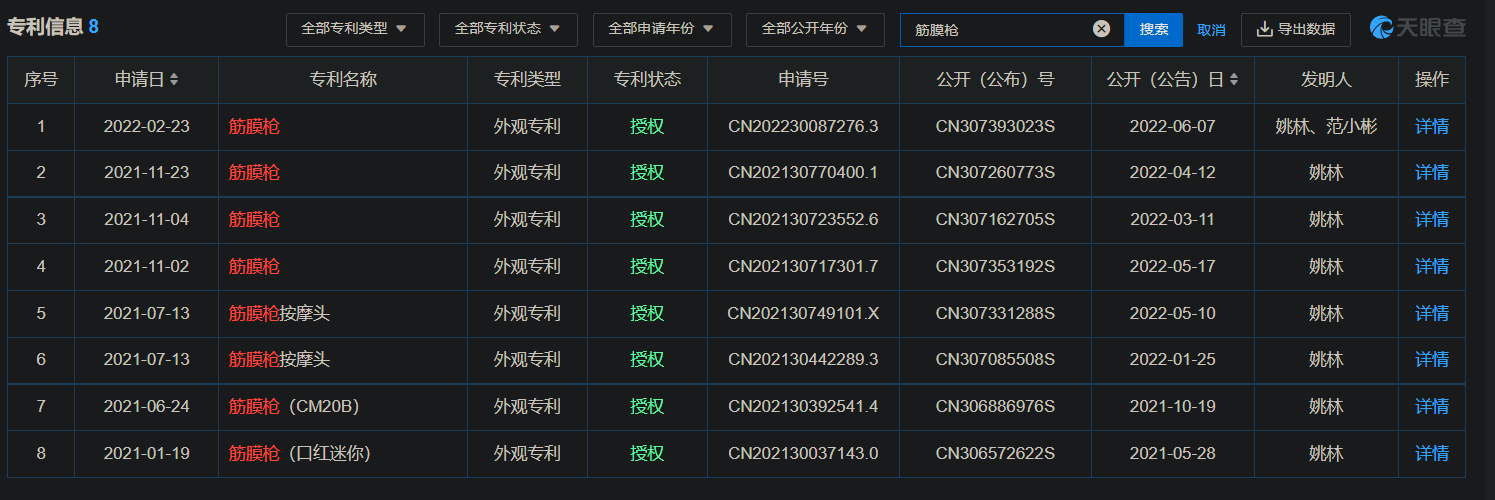 专利信息 8 全部专利类型 全部专利状态 全部申请年份 全部公开年份 筋膜枪 搜索 取消 导出数据 天眼查
序号 申请日 专利名称 专利类型 专利状态 申请号 公开（公布）号 公开（公告）日 发明人 操作
1 2022-02-23 筋膜枪 外观专利 授权 CN202230087276.3 CN307393023S 2022-06-07 姚林、范小彬 详情
2 2021-11-23 筋膜枪 外观专利 授权 CN202130770400.1 CN307260773S 2022-04-12 姚林 详情
3 2021-11-04 筋膜枪 外观专利 授权 CN202130723552.6 CN307162705S 2022-03-11 姚林 详情
4 2021-11-02 筋膜枪 外观专利 授权 CN202130717301.7 CN307353192S 2022-05-17 姚林 详情
5 2021-07-13 筋膜枪按摩头 外观专利 授权 CN202130749101.X CN307331288S 2022-05-10 姚林 详情
6 2021-07-13 筋膜枪按摩头 外观专利 授权 CN202130442289.3 CN307085508S 2022-01-25 姚林 详情
7 2021-06-24 筋膜枪（CM20B） 外观专利 授权 CN202130392541.4 CN306886976S 2021-10-19 姚林 详情
8 2021-01-19 筋膜枪（口红迷你） 外观专利 授权 CN202130037143.0 CN306572622S 2021-05-28 姚林 详情